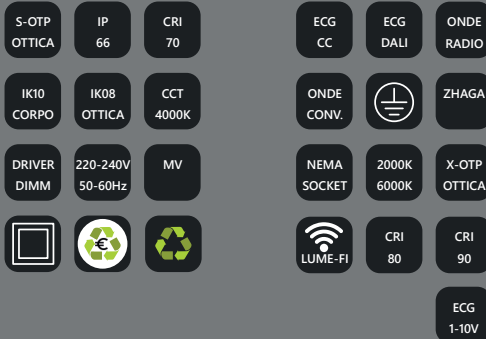 S-OTP
OTTICA
IP
66
CRI
70
ECG
CC
ECG
DALI
ONDE
RADIO
IK10
CORPO
IK08
OTTICA
CCT
4000K
ONDE
CONV.
ZHAGA
DRIVER
DIMM
220-240V
50-60Hz
MV
NEMA
SOCKET
2000K
6000K
X-OTP
OTTICA
€
LUME-FI
CRI
80
CRI
90
ECG
1-10V